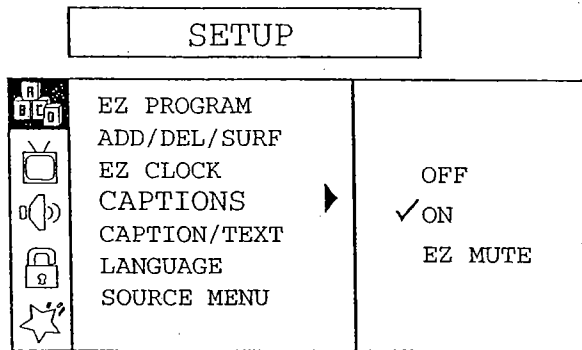 SETUP
A
B C D
EZ PROGRAM
ADD/DEL/SURF
EZ CLOCK
CAPTIONS
CAPTION/TEXT
LANGUAGE
SOURCE MENU
OFF
✓ON
EZ MUTE